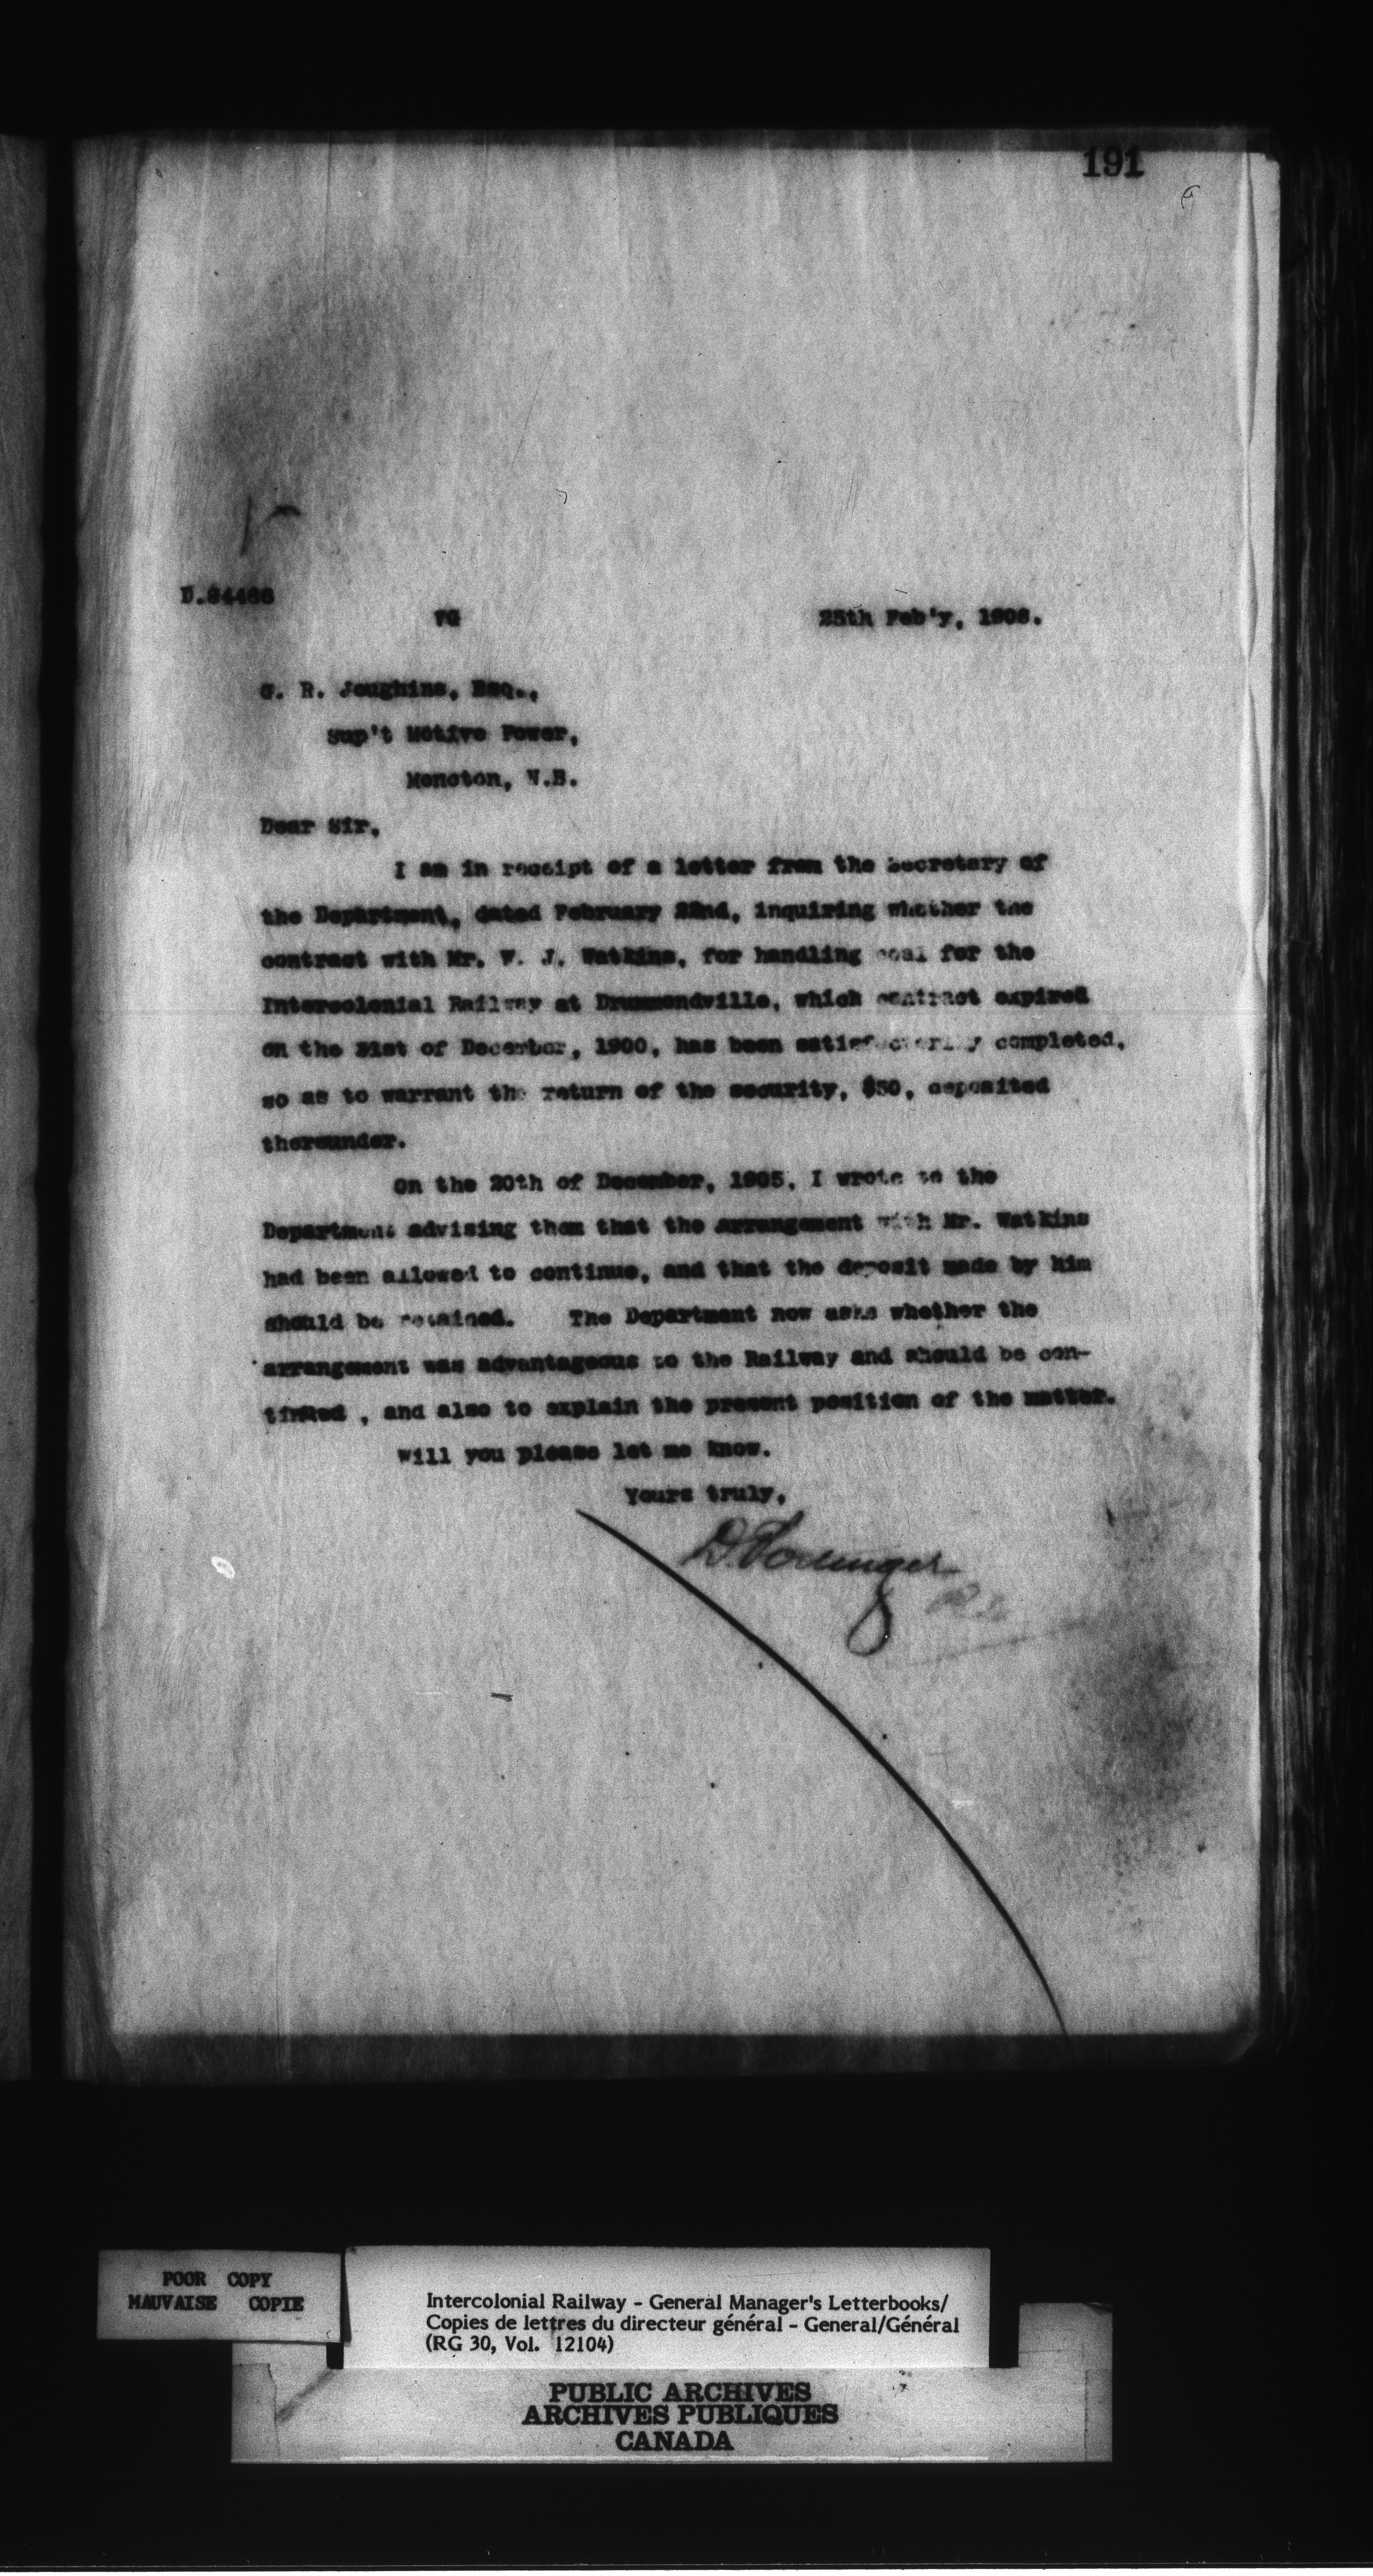 191
D.84466
FG
25th Feb'y, 1906.
G. R. Joughins, Esq.,
Sup't Motive Power,
Moncton, N.B.
Dear Sir,
I am in receipt of a letter from the Secretary of
the Department, dated February 22nd, inquiring whether the
contract with Mr. W. J. Watkins, for handling coal for the
Intercolonial Railway at Drummondville, which contract expired
on the 31st of December, 1900, has been satisfactorily completed,
so as to warrant the return of the security, $50, deposited
thereunder.
On the 20th of December, 1905, I wrote to the
Department advising them that the arrangement with Mr. Watkins
had been allowed to continue, and that the deposit made by him
should be retained. The Department now asks whether the
arrangement was advantageous to the Railway and should be con-
tinued , and also to explain the present position of the matter.
Will you please let me know.
Yours truly,
D. Pottinger
POOR COPY
MAUVAISE COPIE
Intercolonial Railway - General Manager's Letterbooks/
Copies de lettres du directeur général - General/Général
(RG 30, Vol. 12104)
PUBLIC ARCHIVES
ARCHIVES PUBLIQUES
CANADA